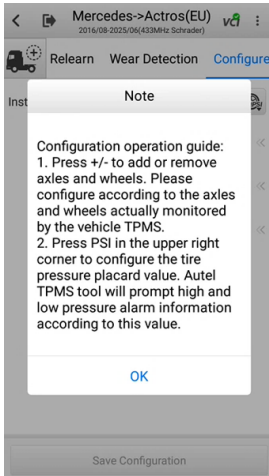 Mercedes->Actros(EU)
2016/08-2025/06(433MHz Schrader)
Relearn Wear Detection Configure
Inst
Note
Configuration operation guide:
1. Press +/- to add or remove
axles and wheels. Please
configure according to the axles
and wheels actually monitored
by the vehicle TPMS.
2. Press PSI in the upper right
corner to configure the tire
pressure placard value. Autel
TPMS tool will prompt high and
low pressure alarm information
according to this value.
OK
Save Configuration